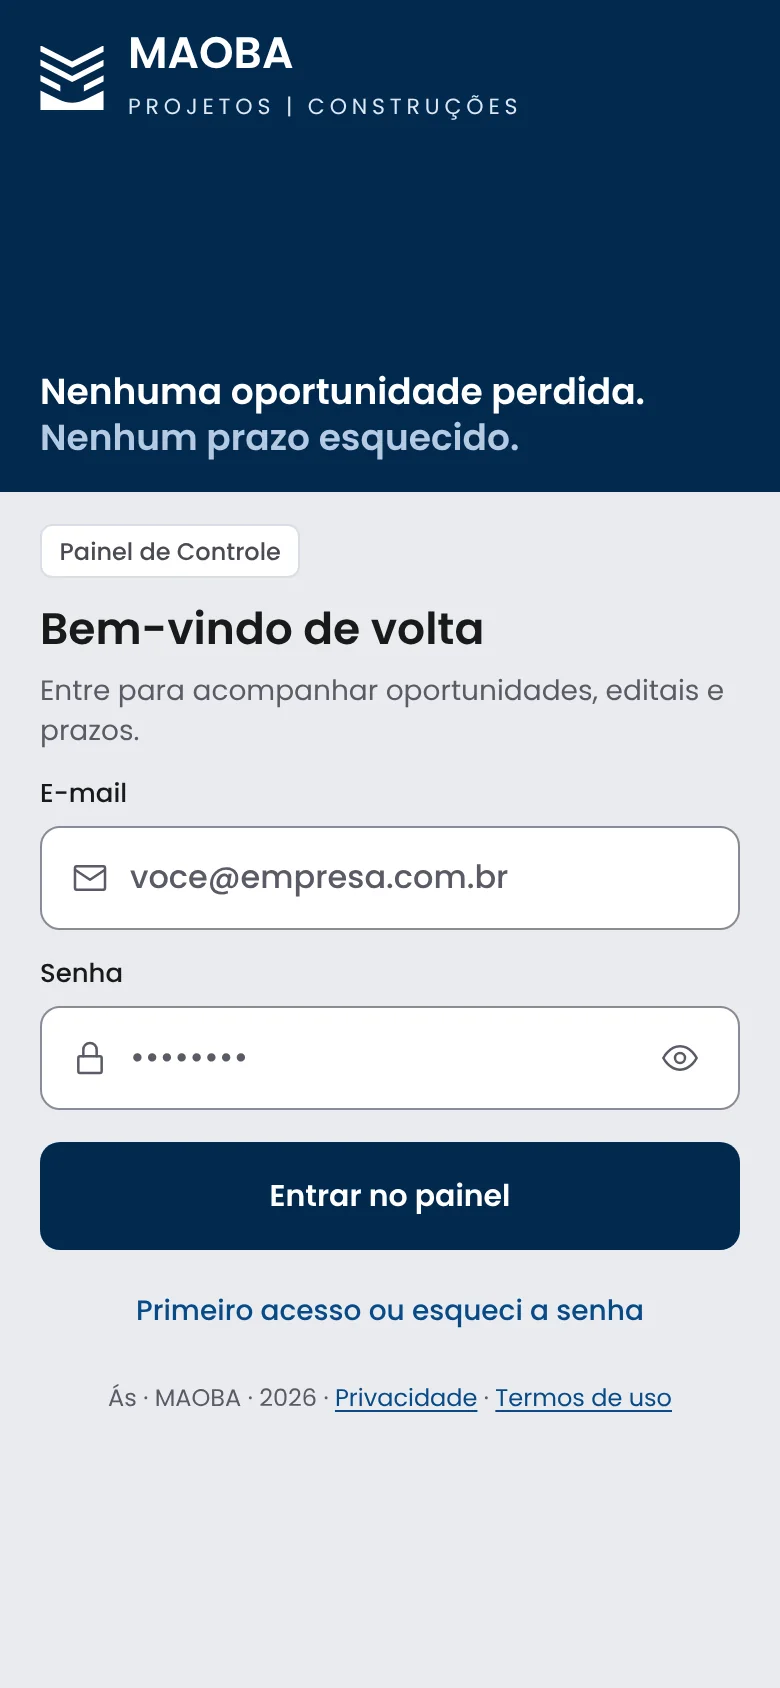 MAOBA
PROJETOS | CONSTRUÇÕES
Nenhuma oportunidade perdida.
Nenhum prazo esquecido.
Painel de Controle
Bem-vindo de volta
Entre para acompanhar oportunidades, editais e
prazos.
E-mail
voce@empresa.com.br
Senha
••••••••
Entrar no painel
Primeiro acesso ou esqueci a senha
Ás · MAOBA · 2026 · Privacidade · Termos de uso